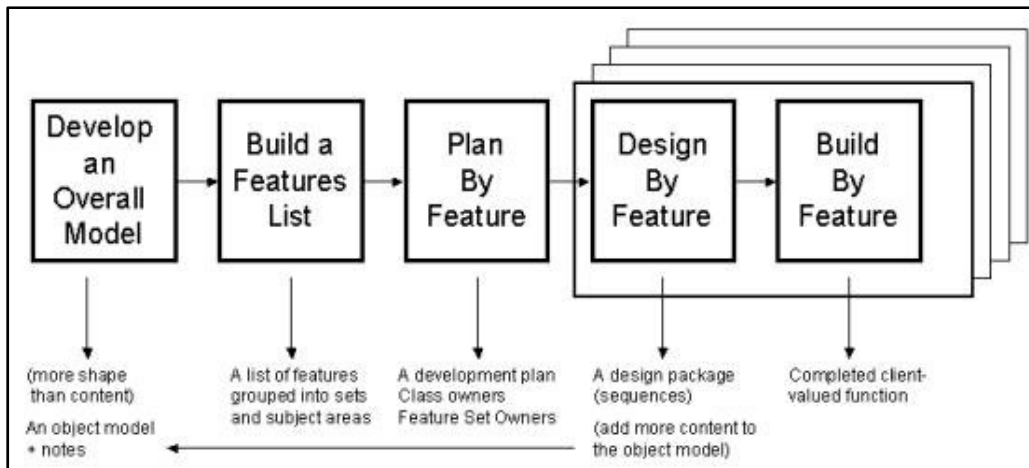 Develop
an
Overall
Model
Build a
Features
List
Plan
By
Feature
Design
By
Feature
Build
By
Feature
(more shape
than content)
An object model
+ notes
A list of features
grouped into sets
and subject areas
A development plan
Class owners
Feature Set Owners
A design package
(sequences)
(add more content to
the object model)
Completed client-
valued function